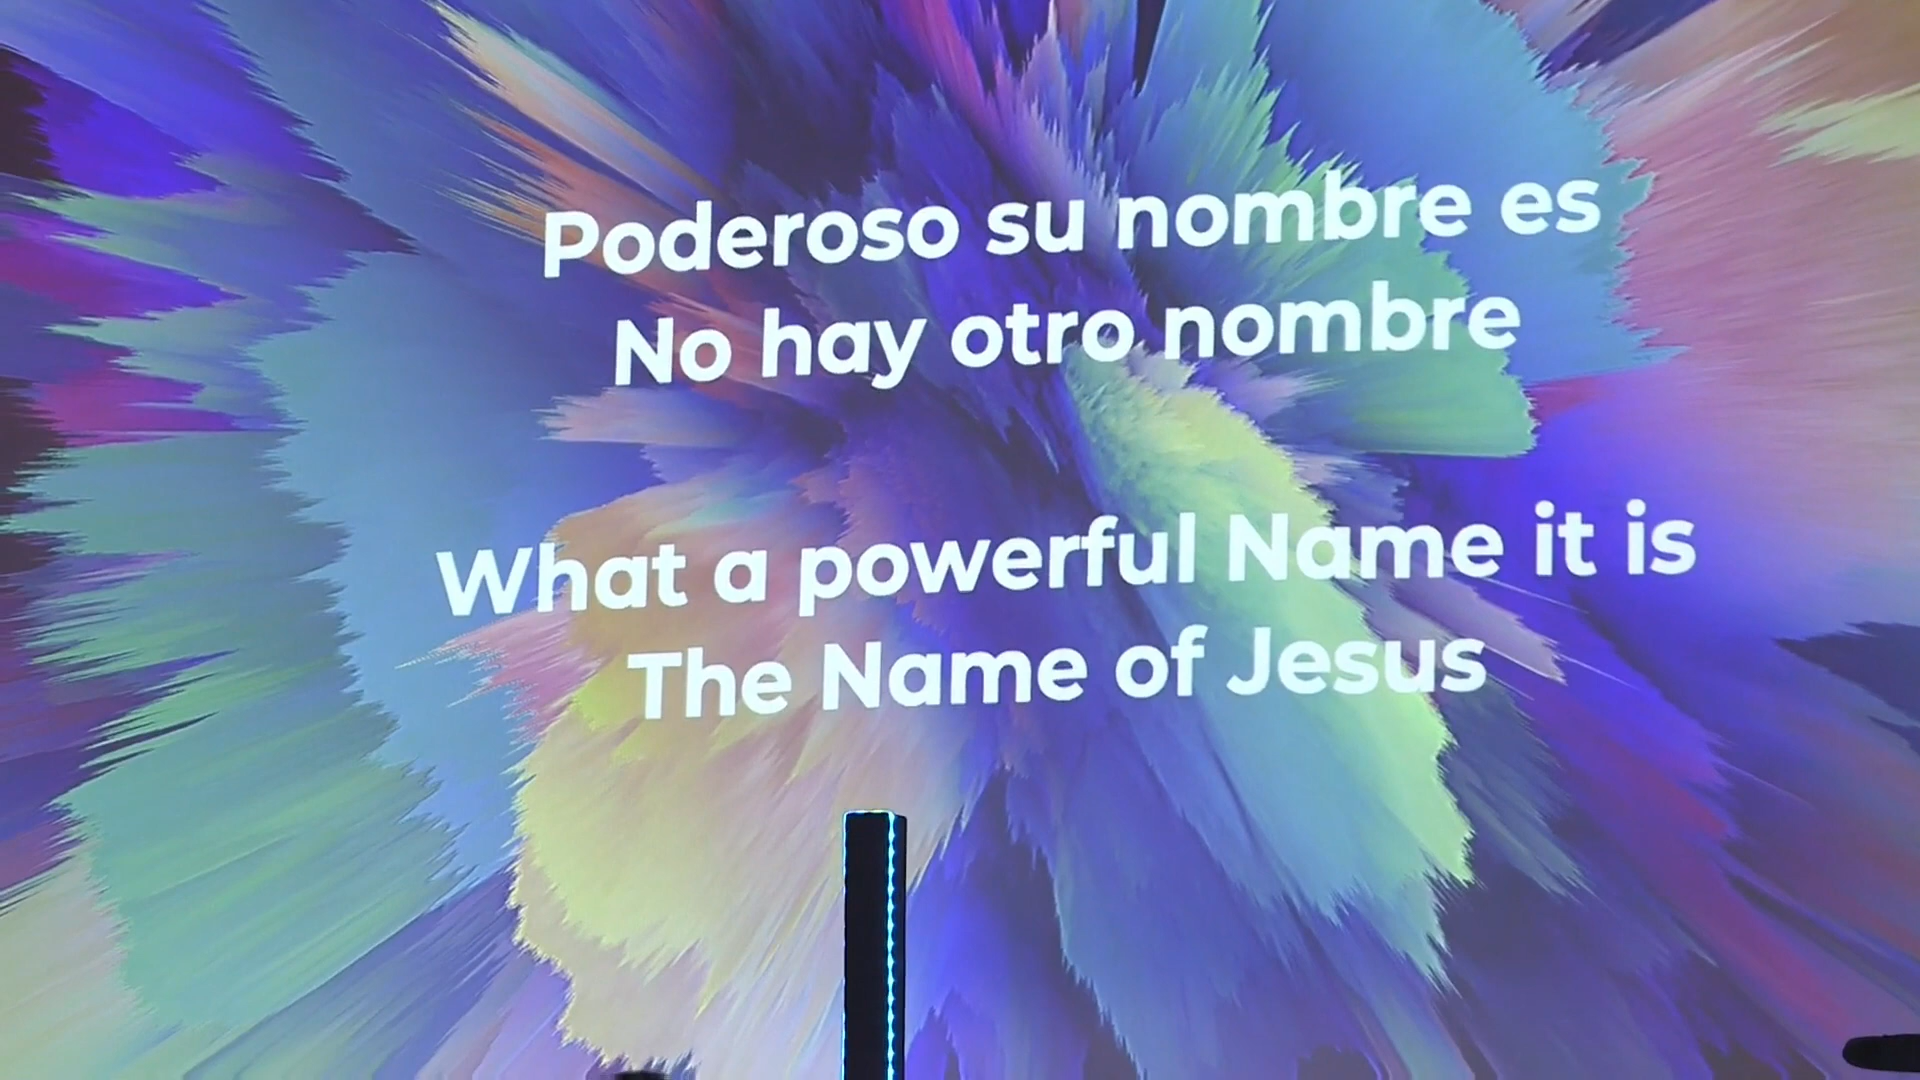 Poderoso su nombre es
No hay otro nombre
What a powerful Name it is
The Name of Jesus